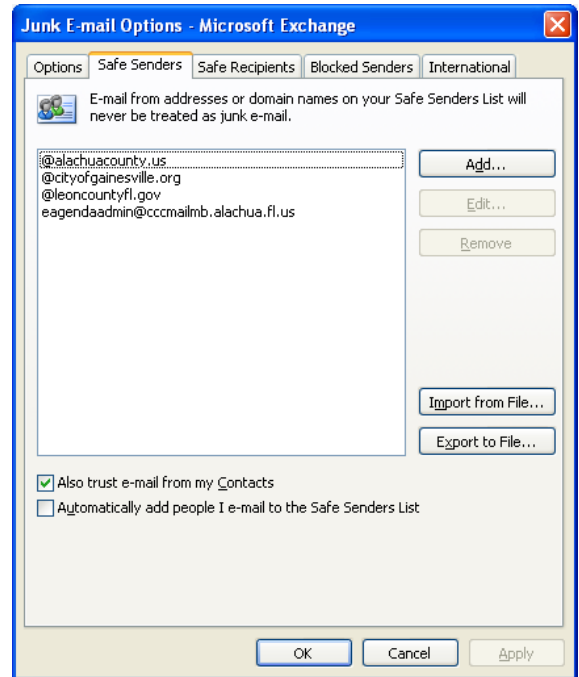 Junk E-mail Options - Microsoft Exchange
Options Safe Senders Safe Recipients Blocked Senders International
E-mail from addresses or domain names on your Safe Senders List will
never be treated as junk e-mail.
@alachuacounty.us
@cityofgainesville.org
@leoncountyfl.gov
eagendaadmin@cccmailmb.alachua.fl.us
Add...
Edit...
Remove
Import from File...
Export to File...
Also trust e-mail from my Contacts
Automatically add people I e-mail to the Safe Senders List
OK Cancel Apply